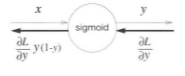 x y
sigmoid
∂L/∂y y(1-y) ∂L/∂y